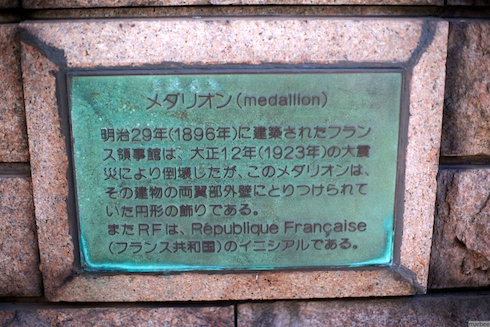 メダリオン(medallion)
明治29年(1896年)に建築されたフラン
ス領事館は、大正12年(1923年)の大震
災により倒壊したが、このメダリオンは、
その建物の両翼部外壁にとりつけられて
いた円形の飾りである。
またRFは、République Française
(フランス共和国)のイニシアルである。